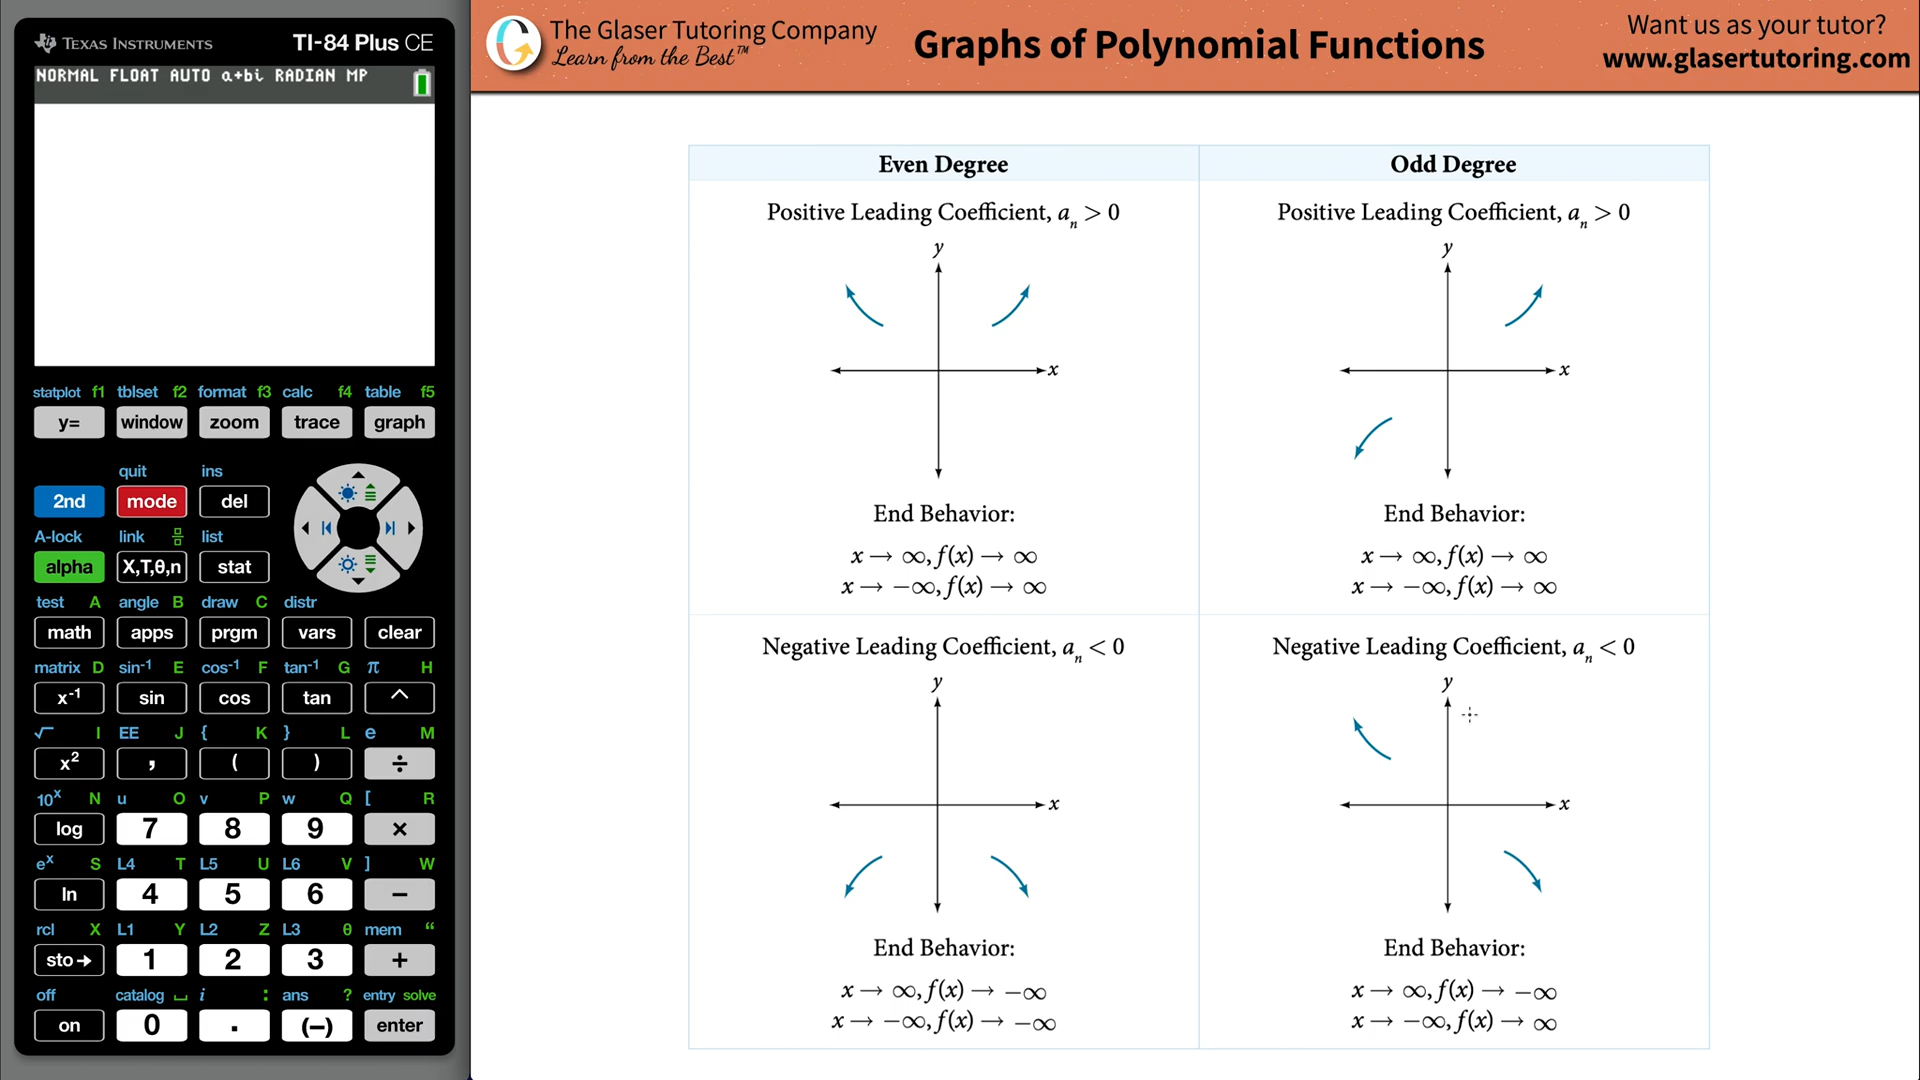 TEXAS INSTRUMENTS TI-84 Plus CE
NORMAL FLOAT AUTO a+bi RADIAN MP
statplot f1 tblset f2 format f3 calc f4 table f5
y= window zoom trace graph
quit ins
2nd mode del
A-lock link list
alpha X,T,θ,n stat
test A angle B draw C distr
math apps prgm vars clear
matrix D sin⁻¹ E cos⁻¹ F tan⁻¹ G π H
x⁻¹ sin cos tan ^
√ I EE J { K } L e M
x² , ( ) ÷
10ˣ N u O v P w Q [ R
log 7 8 9 ×
eˣ S L4 T L5 U L6 V ] W
ln 4 5 6 −
rcl X L1 Y L2 Z L3 θ mem "
sto→ 1 2 3 +
off catalog ␣ i : ans ? entry solve
on 0 . (−) enter
The Glaser Tutoring Company
Learn from the Best™
Graphs of Polynomial Functions
Want us as your tutor?
www.glasertutoring.com
Even Degree
Positive Leading Coefficient, aₙ > 0
y
x
End Behavior:
x → ∞, f(x) → ∞
x → −∞, f(x) → ∞
Odd Degree
Positive Leading Coefficient, aₙ > 0
y
x
End Behavior:
x → ∞, f(x) → ∞
x → −∞, f(x) → ∞
Negative Leading Coefficient, aₙ < 0
y
x
End Behavior:
x → ∞, f(x) → −∞
x → −∞, f(x) → −∞
Negative Leading Coefficient, aₙ < 0
y
x
End Behavior:
x → ∞, f(x) → −∞
x → −∞, f(x) → ∞